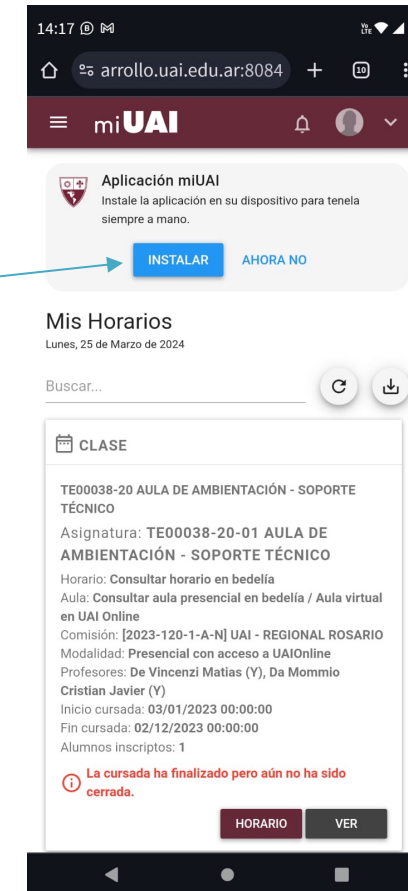 14:17
Vo LTE
arrollo.uai.edu.ar:8084
10
miUAI
Aplicación miUAI
Instale la aplicación en su dispositivo para tenela
siempre a mano.
INSTALAR AHORA NO
Mis Horarios
Lunes, 25 de Marzo de 2024
Buscar...
CLASE
TE00038-20 AULA DE AMBIENTACIÓN - SOPORTE
TÉCNICO
Asignatura: TE00038-20-01 AULA DE
AMBIENTACIÓN - SOPORTE TÉCNICO
Horario: Consultar horario en bedelía
Aula: Consultar aula presencial en bedelía / Aula virtual
en UAI Online
Comisión: [2023-120-1-A-N] UAI - REGIONAL ROSARIO
Modalidad: Presencial con acceso a UAIOnline
Profesores: De Vincenzi Matias (Y), Da Mommio
Cristian Javier (Y)
Inicio cursada: 03/01/2023 00:00:00
Fin cursada: 02/12/2023 00:00:00
Alumnos inscriptos: 1
La cursada ha finalizado pero aún no ha sido
cerrada.
HORARIO VER